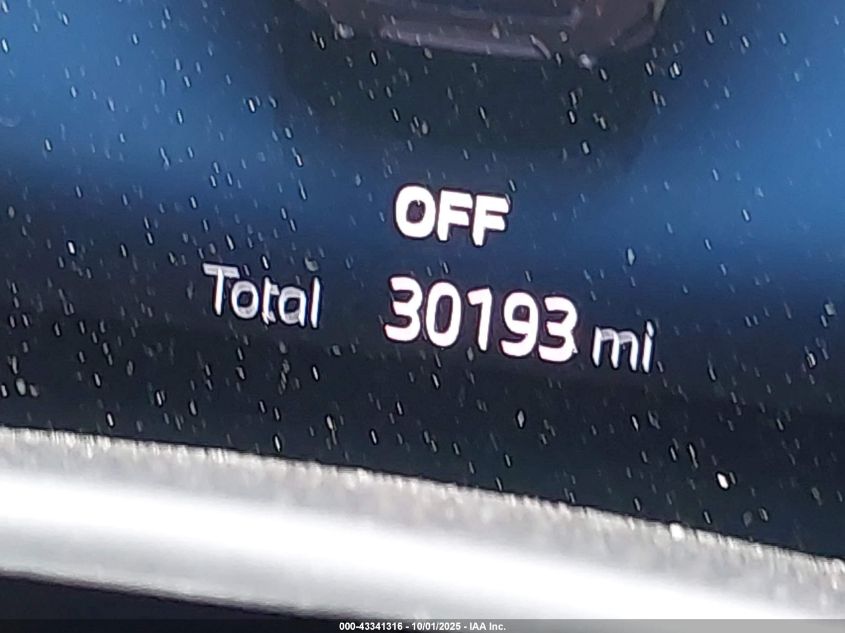 OFF
Total 30193 mi
000-43341316 - 10/01/2025 - IAA Inc.